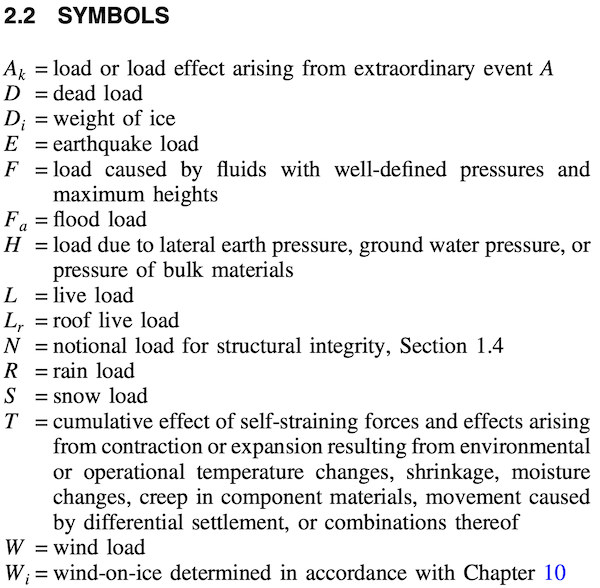 2.2 SYMBOLS
Aₖ = load or load effect arising from extraordinary event A
D = dead load
Dᵢ = weight of ice
E = earthquake load
F = load caused by fluids with well-defined pressures and
maximum heights
Fₐ = flood load
H = load due to lateral earth pressure, ground water pressure, or
pressure of bulk materials
L = live load
Lᵣ = roof live load
N = notional load for structural integrity, Section 1.4
R = rain load
S = snow load
T = cumulative effect of self-straining forces and effects arising
from contraction or expansion resulting from environmental
or operational temperature changes, shrinkage, moisture
changes, creep in component materials, movement caused
by differential settlement, or combinations thereof
W = wind load
Wᵢ = wind-on-ice determined in accordance with Chapter 10